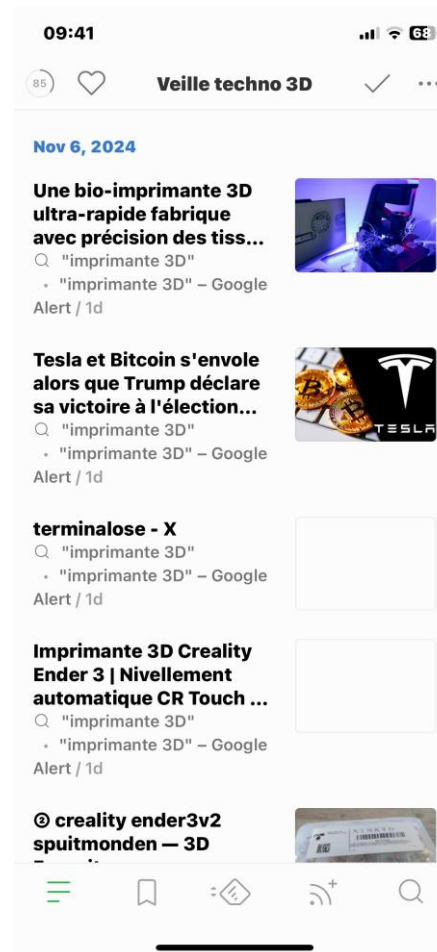 09:41
68
85
Veille techno 3D
Nov 6, 2024
Une bio-imprimante 3D
ultra-rapide fabrique
avec précision des tiss...
"imprimante 3D"
• "imprimante 3D" – Google
Alert / 1d
Tesla et Bitcoin s'envole
alors que Trump déclare
sa victoire à l'élection...
"imprimante 3D"
• "imprimante 3D" – Google
Alert / 1d
TESLA
terminalose - X
"imprimante 3D"
• "imprimante 3D" – Google
Alert / 1d
Imprimante 3D Creality
Ender 3 | Nivellement
automatique CR Touch ...
"imprimante 3D"
• "imprimante 3D" – Google
Alert / 1d
② creality ender3v2
spuitmonden — 3D